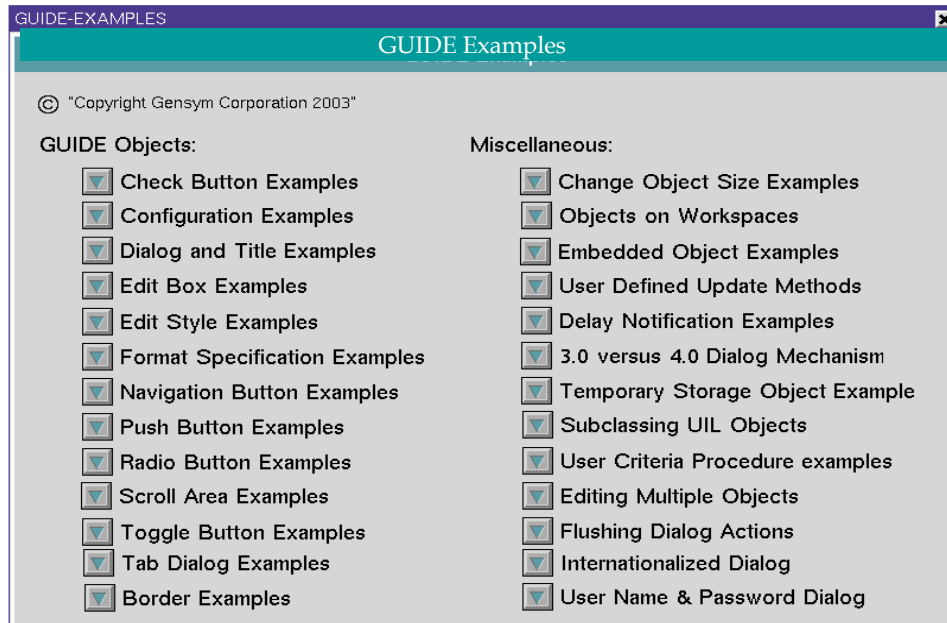 GUIDE-EXAMPLES
GUIDE Examples
© "Copyright Gensym Corporation 2003"
GUIDE Objects:
Check Button Examples
Configuration Examples
Dialog and Title Examples
Edit Box Examples
Edit Style Examples
Format Specification Examples
Navigation Button Examples
Push Button Examples
Radio Button Examples
Scroll Area Examples
Toggle Button Examples
Tab Dialog Examples
Border Examples
Miscellaneous:
Change Object Size Examples
Objects on Workspaces
Embedded Object Examples
User Defined Update Methods
Delay Notification Examples
3.0 versus 4.0 Dialog Mechanism
Temporary Storage Object Example
Subclassing UIL Objects
User Criteria Procedure examples
Editing Multiple Objects
Flushing Dialog Actions
Internationalized Dialog
User Name & Password Dialog